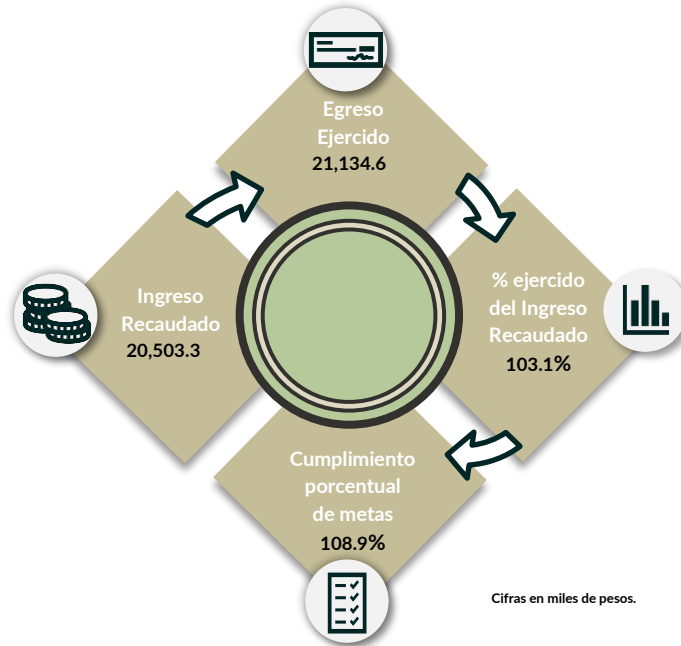 Egreso
Ejercido
21,134.6
Ingreso
Recaudado
20,503.3
% ejercido
del Ingreso
Recaudado
103.1%
Cumplimiento
porcentual
de metas
108.9%
Cifras en miles de pesos.